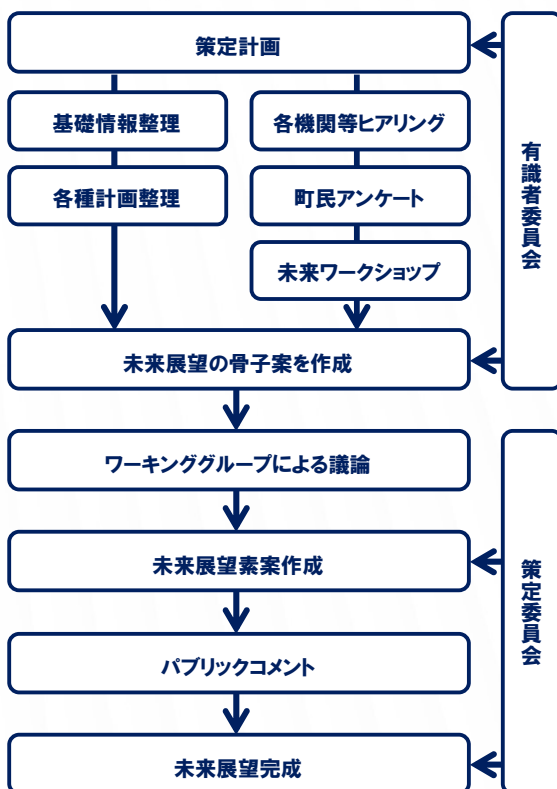 策定計画
基礎情報整理
各機関等ヒアリング
各種計画整理
町民アンケート
未来ワークショップ
未来展望の骨子案を作成
有識者委員会
ワーキンググループによる議論
未来展望素案作成
パブリックコメント
未来展望完成
策定委員会